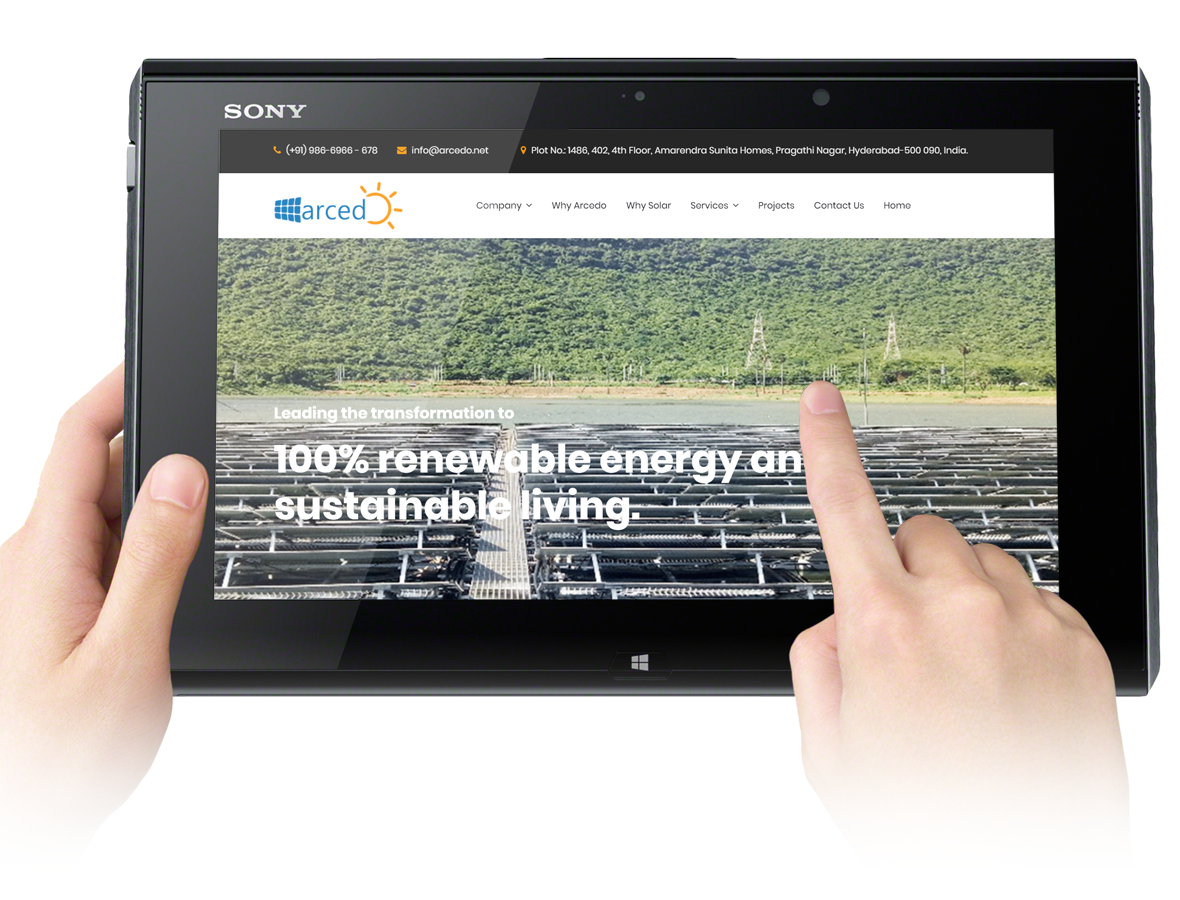 SONY
(+91) 986-6966 - 678 info@arcedo.net Plot No.: 1486, 402, 4th Floor, Amarendra Sunita Homes, Pragathi Nagar, Hyderabad-500 090, India.
arcedo Company Why Arcedo Why Solar Services Projects Contact Us Home
Leading the transformation to
100% renewable energy an
sustainable living.